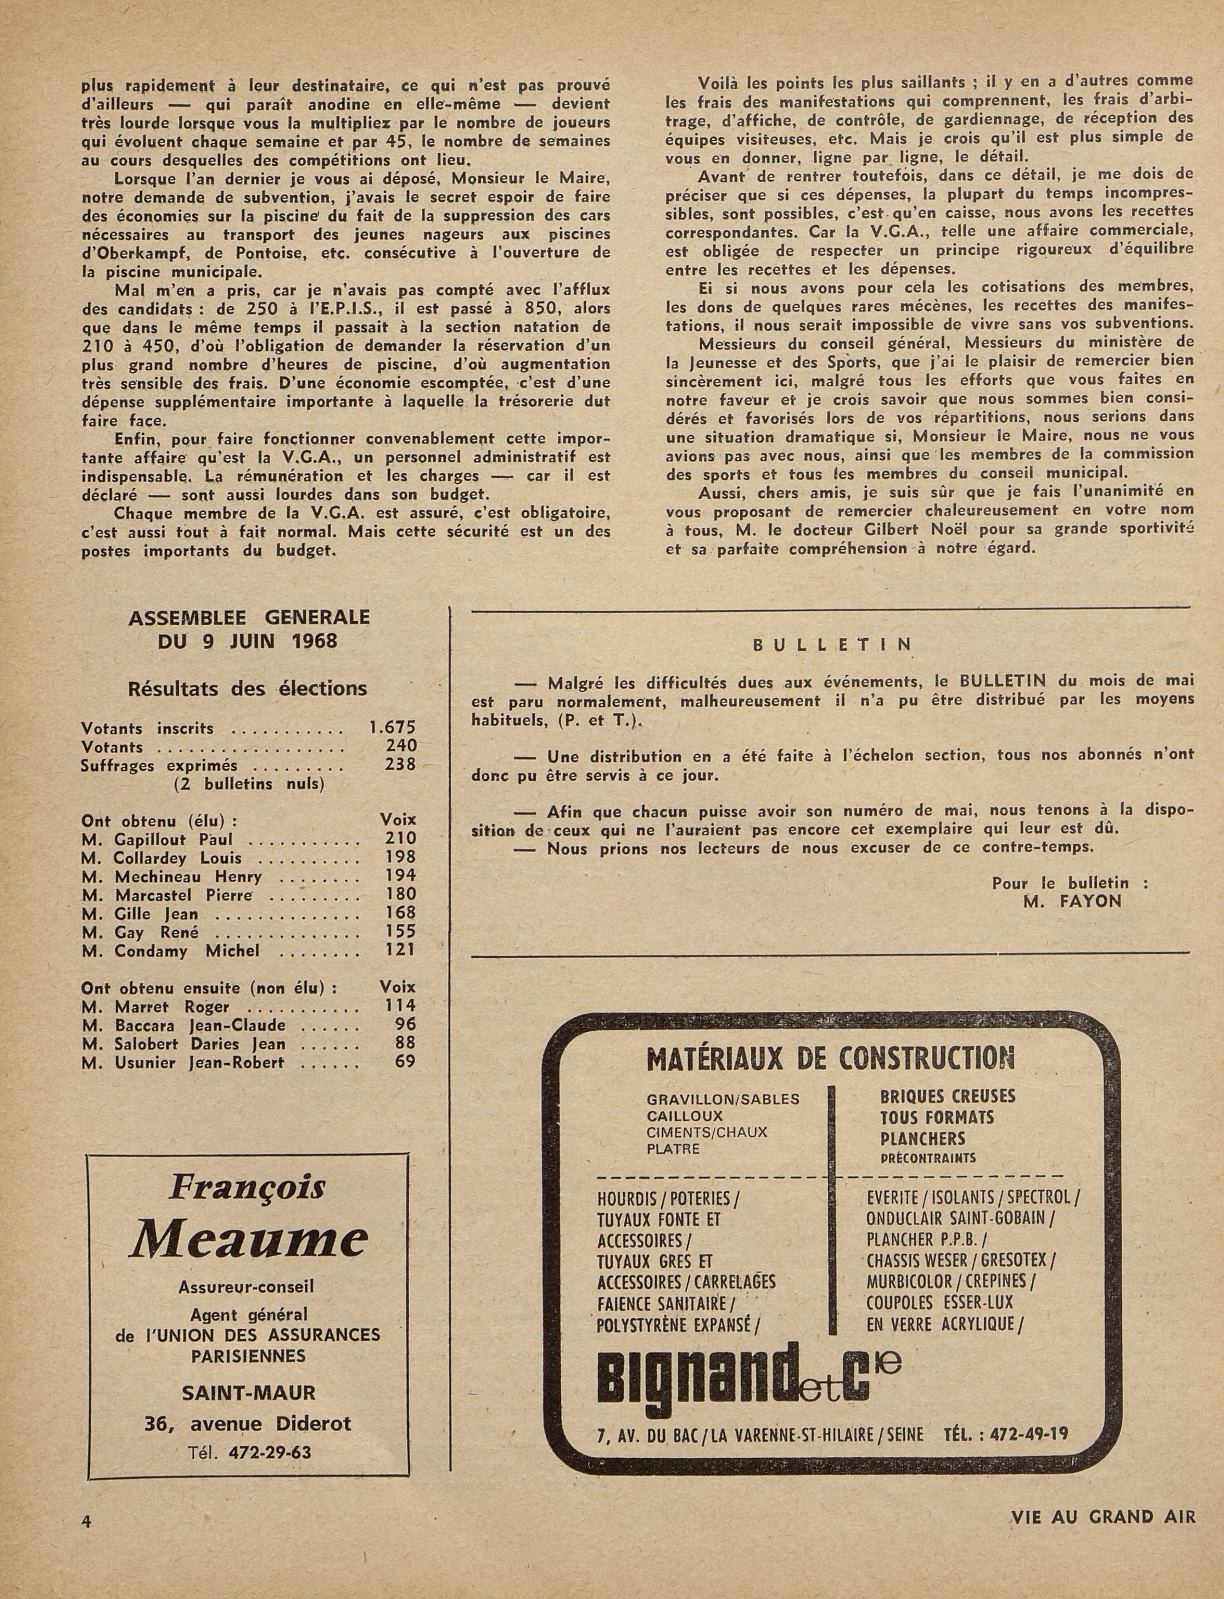 plus rapidement à leur destinataire, ce qui n'est pas prouvé
d'ailleurs — qui paraît anodine en elle-même — devient
très lourde lorsque vous la multipliez par le nombre de joueurs
qui évoluent chaque semaine et par 45, le nombre de semaines
au cours desquelles des compétitions ont lieu.
Lorsque l'an dernier je vous ai déposé, Monsieur le Maire,
notre demande de subvention, j'avais le secret espoir de faire
des économies sur la piscine du fait de la suppression des cars
nécessaires au transport des jeunes nageurs aux piscines
d'Oberkampf, de Pontoise, etc. consécutive à l'ouverture de
la piscine municipale.
Mal m'en a pris, car je n'avais pas compté avec l'afflux
des candidats : de 250 à l'E.P.I.S., il est passé à 850, alors
que dans le même temps il passait à la section natation de
210 à 450, d'où l'obligation de demander la réservation d'un
plus grand nombre d'heures de piscine, d'où augmentation
très sensible des frais. D'une économie escomptée, c'est d'une
dépense supplémentaire importante à laquelle la trésorerie dut
faire face.
Enfin, pour faire fonctionner convenablement cette impor-
tante affaire qu'est la V.G.A., un personnel administratif est
indispensable. La rémunération et les charges — car il est
déclaré — sont aussi lourdes dans son budget.
Chaque membre de la V.G.A. est assuré, c'est obligatoire,
c'est aussi tout à fait normal. Mais cette sécurité est un des
postes importants du budget.
Voilà les points les plus saillants ; il y en a d'autres comme
les frais des manifestations qui comprennent, les frais d'arbi-
trage, d'affiche, de contrôle, de gardiennage, de réception des
équipes visiteuses, etc. Mais je crois qu'il est plus simple de
vous en donner, ligne par ligne, le détail.
Avant de rentrer toutefois, dans ce détail, je me dois de
préciser que si ces dépenses, la plupart du temps incompres-
sibles, sont possibles, c'est qu'en caisse, nous avons les recettes
correspondantes. Car la V.G.A., telle une affaire commerciale,
est obligée de respecter un principe rigoureux d'équilibre
entre les recettes et les dépenses.
Ei si nous avons pour cela les cotisations des membres,
les dons de quelques rares mécènes, les recettes des manifes-
tations, il nous serait impossible de vivre sans vos subventions.
Messieurs du conseil général, Messieurs du ministère de
la Jeunesse et des Sports, que j'ai le plaisir de remercier bien
sincèrement ici, malgré tous les efforts que vous faites en
notre faveur et je crois savoir que nous sommes bien consi-
dérés et favorisés lors de vos répartitions, nous serions dans
une situation dramatique si, Monsieur le Maire, nous ne vous
avions pas avec nous, ainsi que les membres de la commission
des sports et tous les membres du conseil municipal.
Aussi, chers amis, je suis sûr que je fais l'unanimité en
vous proposant de remercier chaleureusement en votre nom
à tous, M. le docteur Gilbert Noël pour sa grande sportivité
et sa parfaite compréhension à notre égard.
ASSEMBLEE GENERALE
DU 9 JUIN 1968
Résultats des élections
Votants inscrits ........... 1.675
Votants .................. 240
Suffrages exprimés ......... 238
(2 bulletins nuls)
Ont obtenu (élu) : Voix
M. Gapillout Paul ........... 210
M. Collardey Louis .......... 198
M. Mechineau Henry ........ 194
M. Marcastel Pierre ......... 180
M. Gille Jean .............. 168
M. Gay René .............. 155
M. Condamy Michel ........ 121
Ont obtenu ensuite (non élu) : Voix
M. Marret Roger ........... 114
M. Baccara Jean-Claude ...... 96
M. Salobert Daries Jean ...... 88
M. Usunier Jean-Robert ...... 69
BULLETIN
— Malgré les difficultés dues aux événements, le BULLETIN du mois de mai
est paru normalement, malheureusement il n'a pu être distribué par les moyens
habituels, (P. et T.).
— Une distribution en a été faite à l'échelon section, tous nos abonnés n'ont
donc pu être servis à ce jour.
— Afin que chacun puisse avoir son numéro de mai, nous tenons à la dispo-
sition de ceux qui ne l'auraient pas encore cet exemplaire qui leur est dû.
— Nous prions nos lecteurs de nous excuser de ce contre-temps.
Pour le bulletin :
M. FAYON
François
Meaume
Assureur-conseil
Agent général
de l'UNION DES ASSURANCES
PARISIENNES
SAINT-MAUR
36, avenue Diderot
Tél. 472-29-63
MATÉRIAUX DE CONSTRUCTION
GRAVILLON/SABLES
CAILLOUX
CIMENTS/CHAUX
PLATRE
BRIQUES CREUSES
TOUS FORMATS
PLANCHERS
PRÉCONTRAINTS
HOURDIS / POTERIES /
TUYAUX FONTE ET
ACCESSOIRES /
TUYAUX GRES ET
ACCESSOIRES / CARRELAGES
FAIENCE SANITAIRE /
POLYSTYRÈNE EXPANSÉ /
EVERITE / ISOLANTS / SPECTROL /
ONDUCLAIR SAINT-GOBAIN /
PLANCHER P.P.B. /
CHASSIS WESER / GRESOTEX /
MURBICOLOR / CREPINES /
COUPOLES ESSER-LUX
EN VERRE ACRYLIQUE /
BIGNAND et Cie
7, AV. DU BAC / LA VARENNE-ST-HILAIRE / SEINE TÉL. : 472-49-19
4
VIE AU GRAND AIR